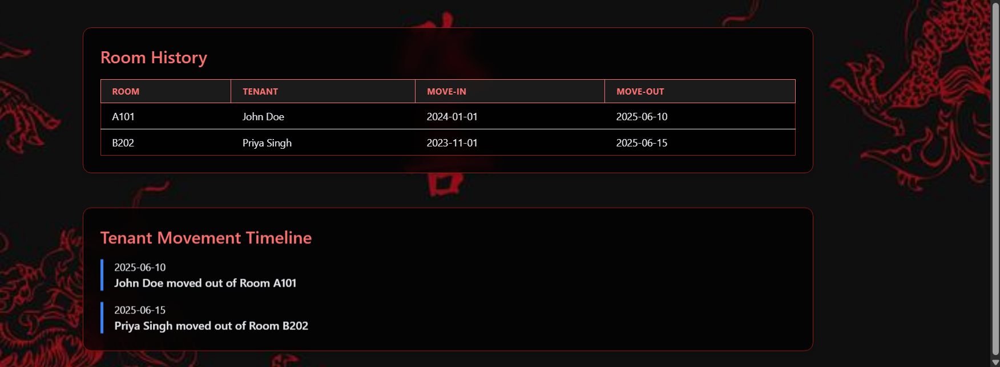 Room History
ROOM TENANT MOVE-IN MOVE-OUT
A101 John Doe 2024-01-01 2025-06-10
B202 Priya Singh 2023-11-01 2025-06-15
Tenant Movement Timeline
2025-06-10
John Doe moved out of Room A101
2025-06-15
Priya Singh moved out of Room B202